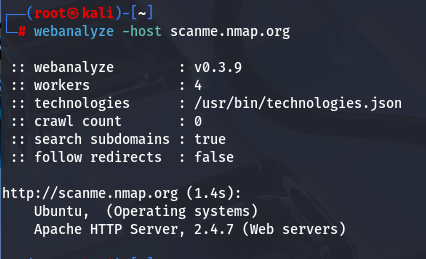 (root㉿kali)-[~]
# webanalyze -host scanme.nmap.org
:: webanalyze : v0.3.9
:: workers : 4
:: technologies : /usr/bin/technologies.json
:: crawl count : 0
:: search subdomains : true
:: follow redirects : false
http://scanme.nmap.org (1.4s):
Ubuntu, (Operating systems)
Apache HTTP Server, 2.4.7 (Web servers)